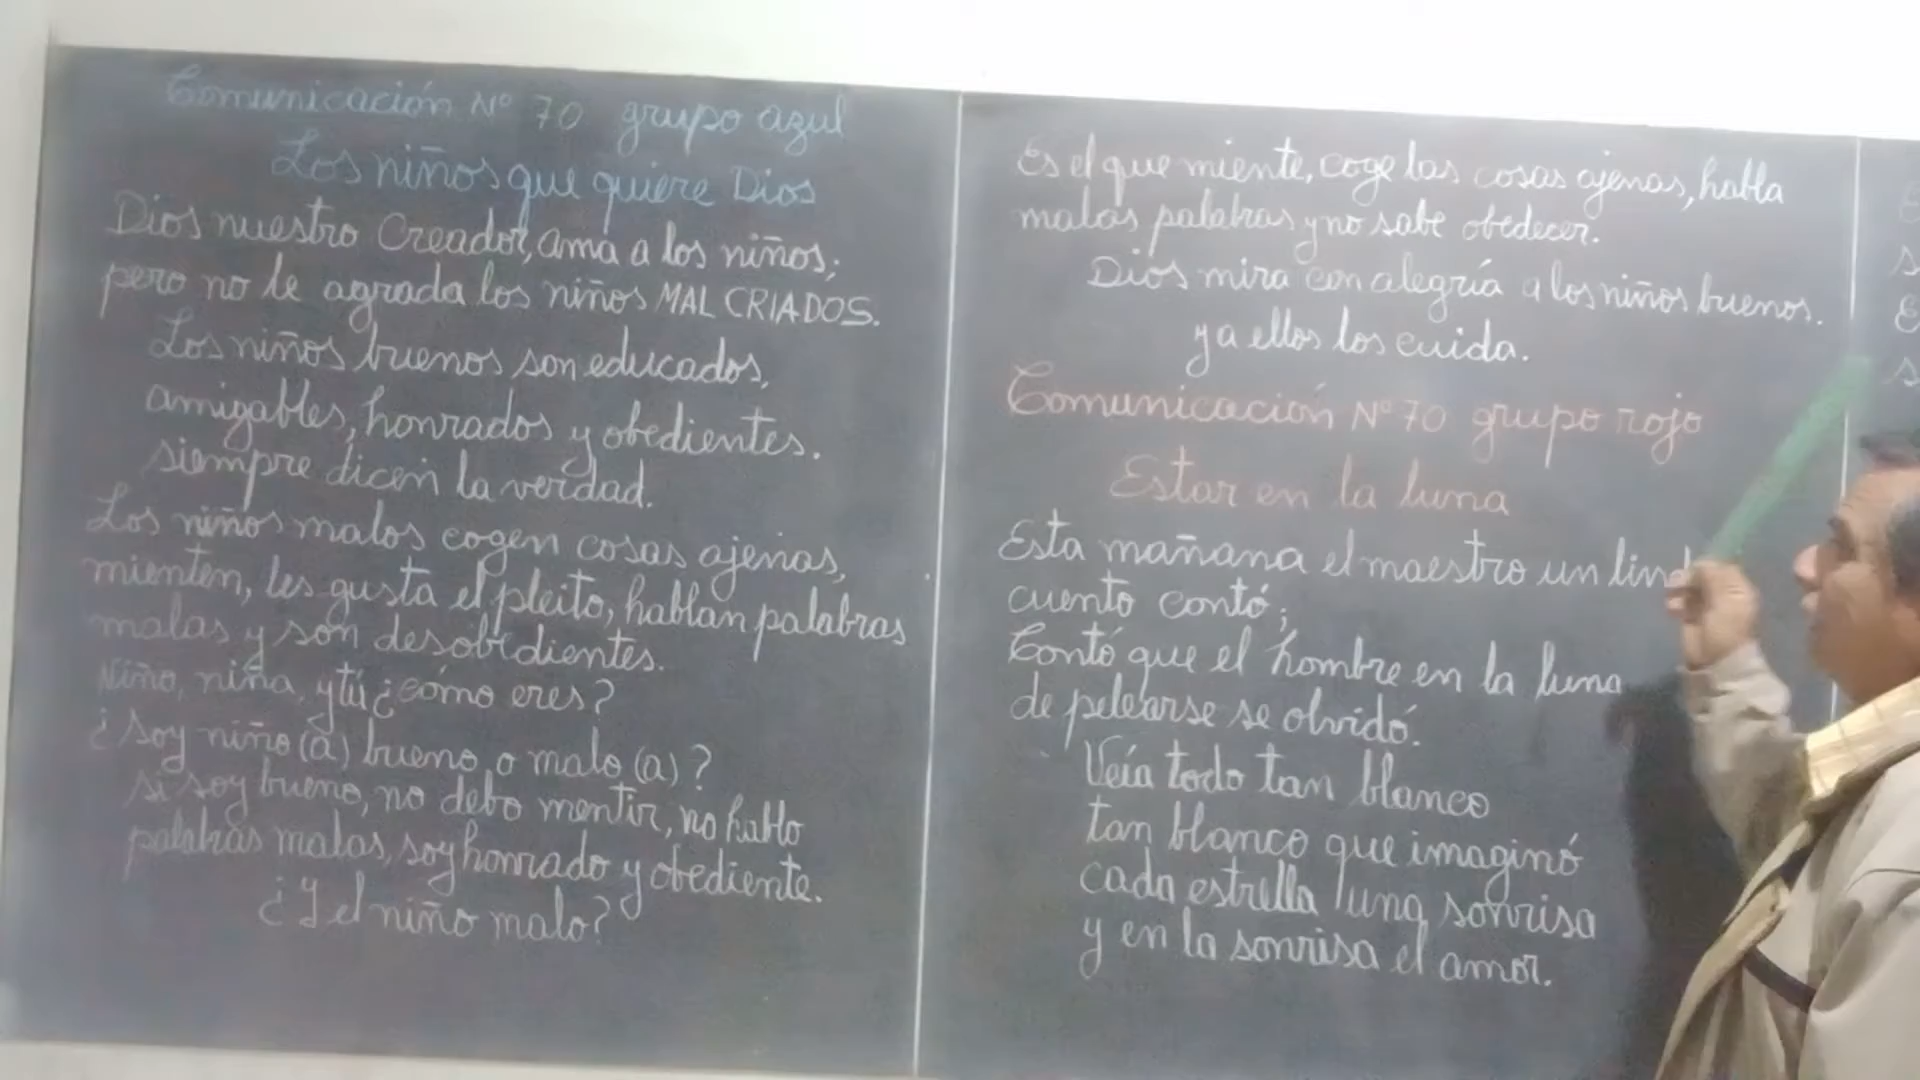 Comunicación Nº 70 grupo azul
Los niños que quiere Dios
Dios nuestro Creador, ama a los niños;
pero no le agrada los niños MAL CRIADOS.
Los niños buenos son educados,
amigables, honrados y obedientes.
siempre dicen la verdad.
Los niños malos cogen cosas ajenas,
mienten, les gusta el pleito, hablan palabras
malas y son desobedientes.
Niño, niña, y tú ¿cómo eres?
¿Soy niño (a) bueno, o malo (a)?
Si soy bueno, no debo mentir, no hablo
palabras malas, soy honrado y obediente.
¿Y el niño malo?
Es el que miente, coge las cosas ajenas, habla
malas palabras y no sabe obedecer.
Dios mira con alegría a los niños buenos.
y a ellos los cuida.
Comunicación Nº 70 grupo rojo
Estar en la luna
Esta mañana el maestro un lind
cuento contó;
Contó que el hombre en la luna
de pelearse se olvidó.
Veía todo tan blanco
tan blanco que imaginó
cada estrella una sonrisa
y en la sonrisa el amor.